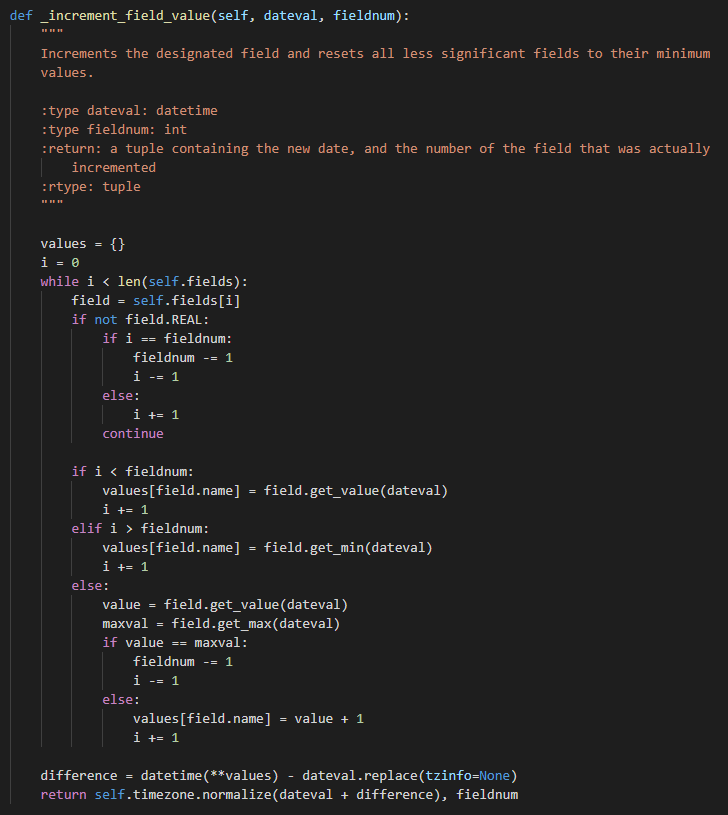 def _increment_field_value(self, dateval, fieldnum):
    """
    Increments the designated field and resets all less significant fields to their minimum
    values.

    :type dateval: datetime
    :type fieldnum: int
    :return: a tuple containing the new date, and the number of the field that was actually
        incremented
    :rtype: tuple
    """

    values = {}
    i = 0
    while i < len(self.fields):
        field = self.fields[i]
        if not field.REAL:
            if i == fieldnum:
                fieldnum -= 1
                i -= 1
            else:
                i += 1
            continue

        if i < fieldnum:
            values[field.name] = field.get_value(dateval)
            i += 1
        elif i > fieldnum:
            values[field.name] = field.get_min(dateval)
            i += 1
        else:
            value = field.get_value(dateval)
            maxval = field.get_max(dateval)
            if value == maxval:
                fieldnum -= 1
                i -= 1
            else:
                values[field.name] = value + 1
                i += 1

    difference = datetime(**values) - dateval.replace(tzinfo=None)
    return self.timezone.normalize(dateval + difference), fieldnum